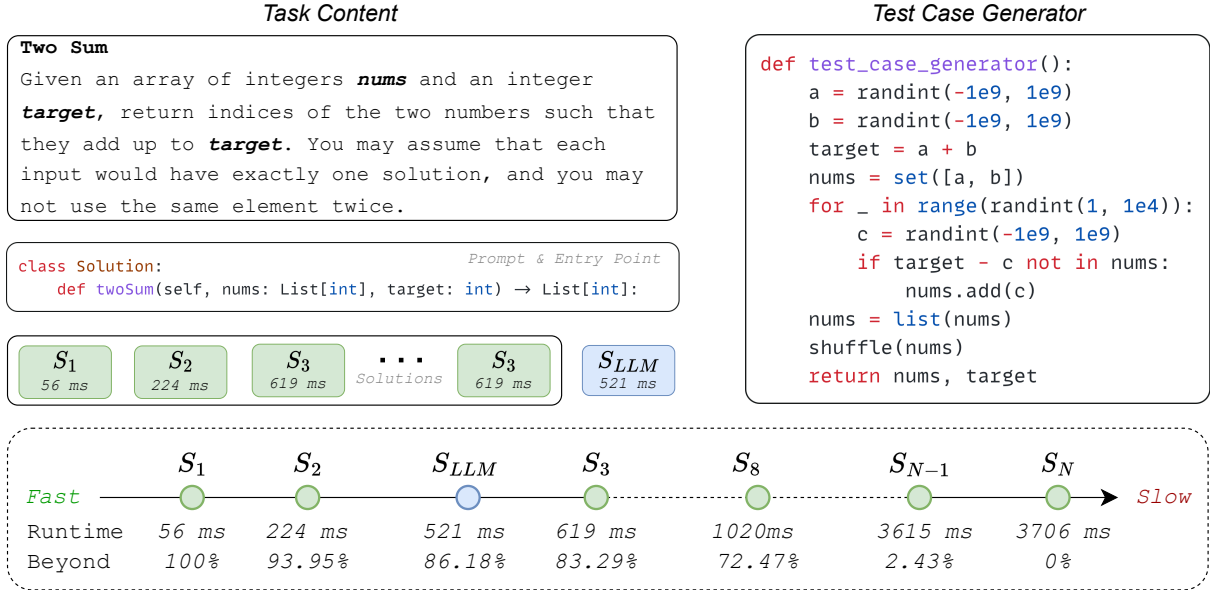 Task Content
Two Sum
Given an array of integers nums and an integer
target, return indices of the two numbers such that
they add up to target. You may assume that each
input would have exactly one solution, and you may
not use the same element twice.
Prompt & Entry Point
class Solution:
    def twoSum(self, nums: List[int], target: int) → List[int]:
S1 S2 S3 ... S3 SLLM
56 ms 224 ms 619 ms Solutions 619 ms 521 ms
Test Case Generator
def test_case_generator():
    a = randint(-1e9, 1e9)
    b = randint(-1e9, 1e9)
    target = a + b
    nums = set([a, b])
    for _ in range(randint(1, 1e4)):
        c = randint(-1e9, 1e9)
        if target - c not in nums:
            nums.add(c)
    nums = list(nums)
    shuffle(nums)
    return nums, target
S1 S2 SLLM S3 S8 SN-1 SN
Fast Slow
Runtime 56 ms 224 ms 521 ms 619 ms 1020ms 3615 ms 3706 ms
Beyond 100% 93.95% 86.18% 83.29% 72.47% 2.43% 0%